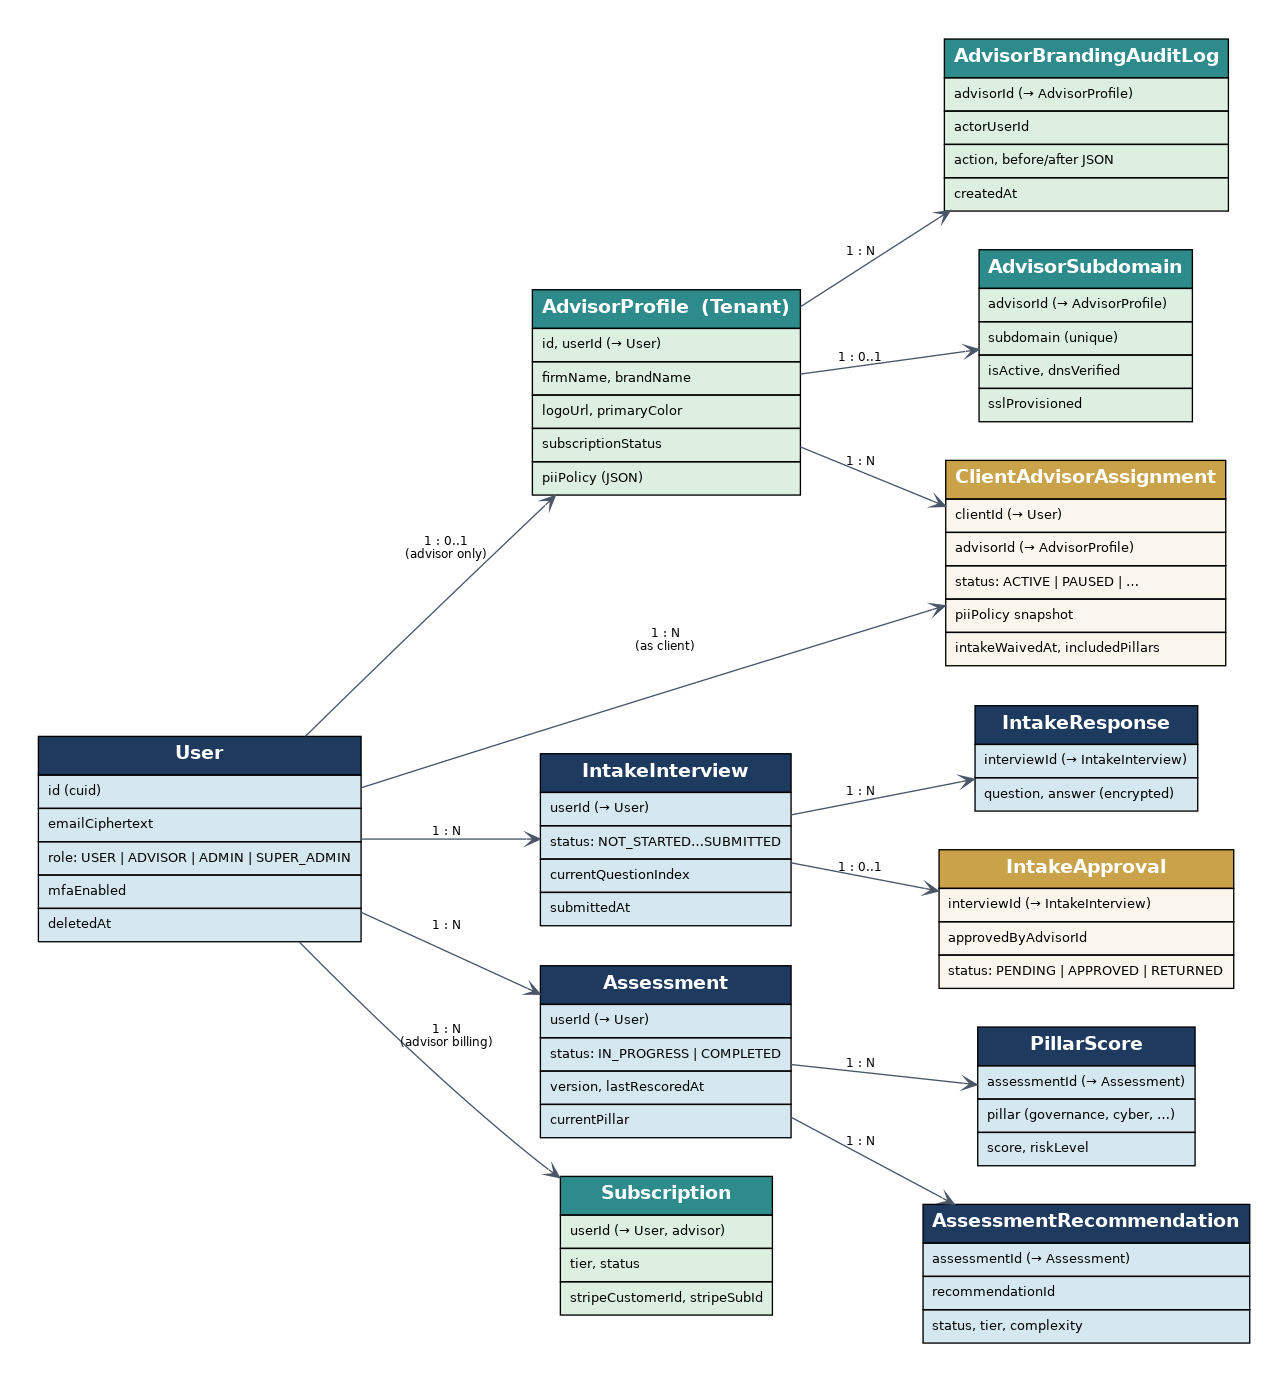 AdvisorBrandingAuditLog
advisorId (→ AdvisorProfile)
actorUserId
action, before/after JSON
createdAt
1 : N
AdvisorSubdomain
advisorId (→ AdvisorProfile)
subdomain (unique)
isActive, dnsVerified
sslProvisioned
1 : 0..1
AdvisorProfile (Tenant)
id, userId (→ User)
firmName, brandName
logoUrl, primaryColor
subscriptionStatus
piiPolicy (JSON)
1 : N
ClientAdvisorAssignment
clientId (→ User)
advisorId (→ AdvisorProfile)
status: ACTIVE | PAUSED | ...
piiPolicy snapshot
intakeWaivedAt, includedPillars
1 : 0..1
(advisor only)
1 : N
(as client)
User
id (cuid)
emailCiphertext
role: USER | ADVISOR | ADMIN | SUPER_ADMIN
mfaEnabled
deletedAt
1 : N
IntakeInterview
userId (→ User)
status: NOT_STARTED...SUBMITTED
currentQuestionIndex
submittedAt
1 : N
IntakeResponse
interviewId (→ IntakeInterview)
question, answer (encrypted)
1 : 0..1
IntakeApproval
interviewId (→ IntakeInterview)
approvedByAdvisorId
status: PENDING | APPROVED | RETURNED
1 : N
Assessment
userId (→ User)
status: IN_PROGRESS | COMPLETED
version, lastRescoredAt
currentPillar
1 : N
PillarScore
assessmentId (→ Assessment)
pillar (governance, cyber, ...)
score, riskLevel
1 : N
AssessmentRecommendation
assessmentId (→ Assessment)
recommendationId
status, tier, complexity
1 : N
(advisor billing)
Subscription
userId (→ User, advisor)
tier, status
stripeCustomerId, stripeSubId